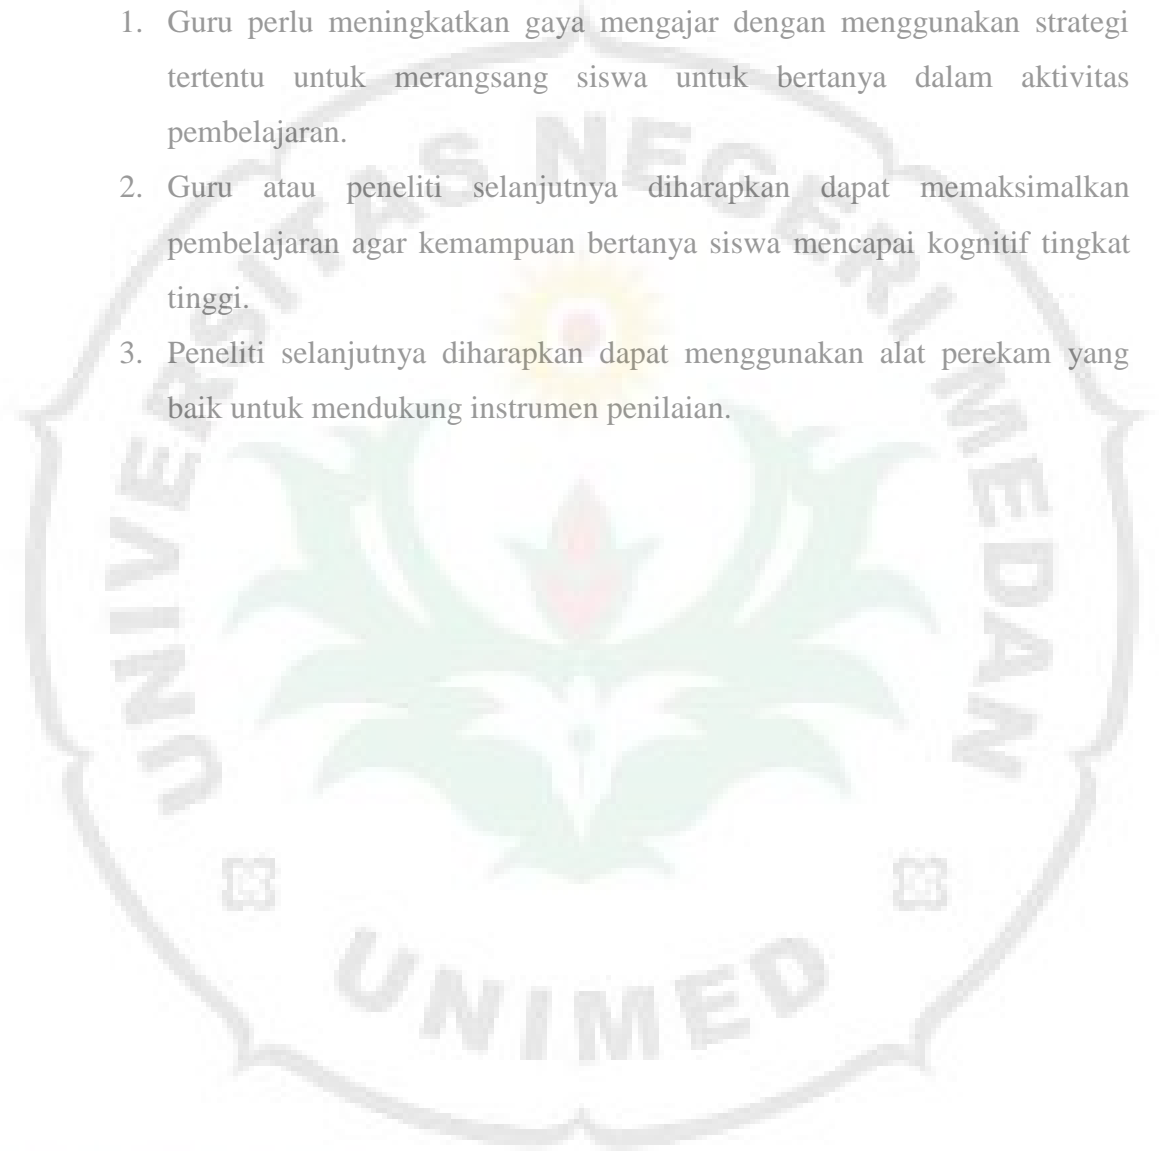 1. Guru perlu meningkatkan gaya mengajar dengan menggunakan strategi
tertentu untuk merangsang siswa untuk bertanya dalam aktivitas
pembelajaran.
2. Guru atau peneliti selanjutnya diharapkan dapat memaksimalkan
pembelajaran agar kemampuan bertanya siswa mencapai kognitif tingkat
tinggi.
3. Peneliti selanjutnya diharapkan dapat menggunakan alat perekam yang
baik untuk mendukung instrumen penilaian.
UNIVERSITAS NEGERI MEDAN
UNIMED